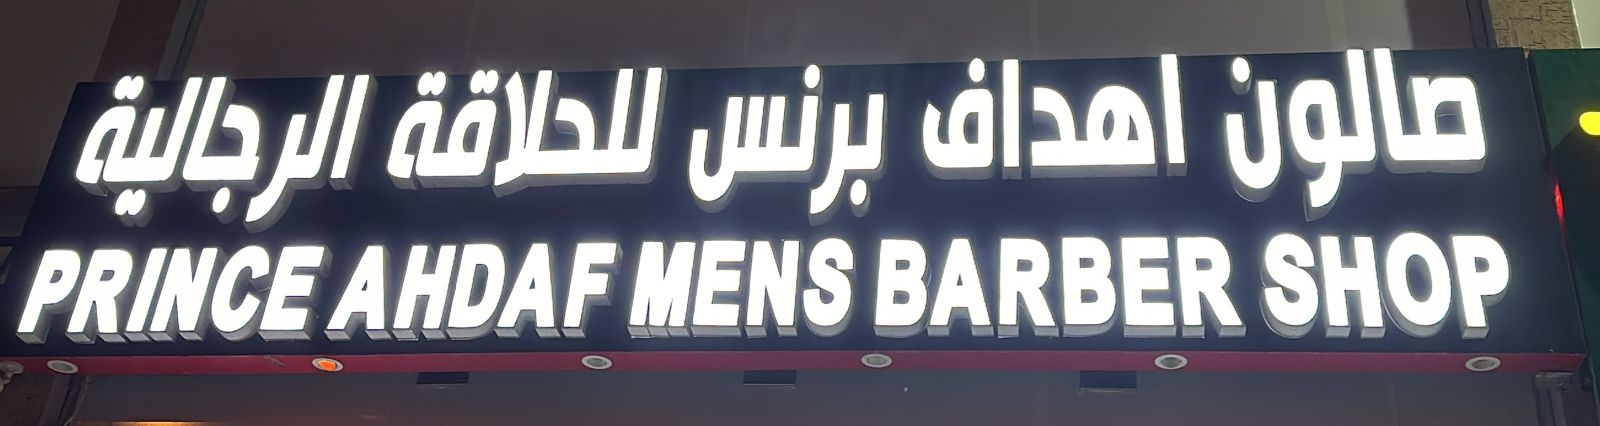 صالون اهداف برنس للحلاقة الرجالية
PRINCE AHDAF MENS BARBER SHOP